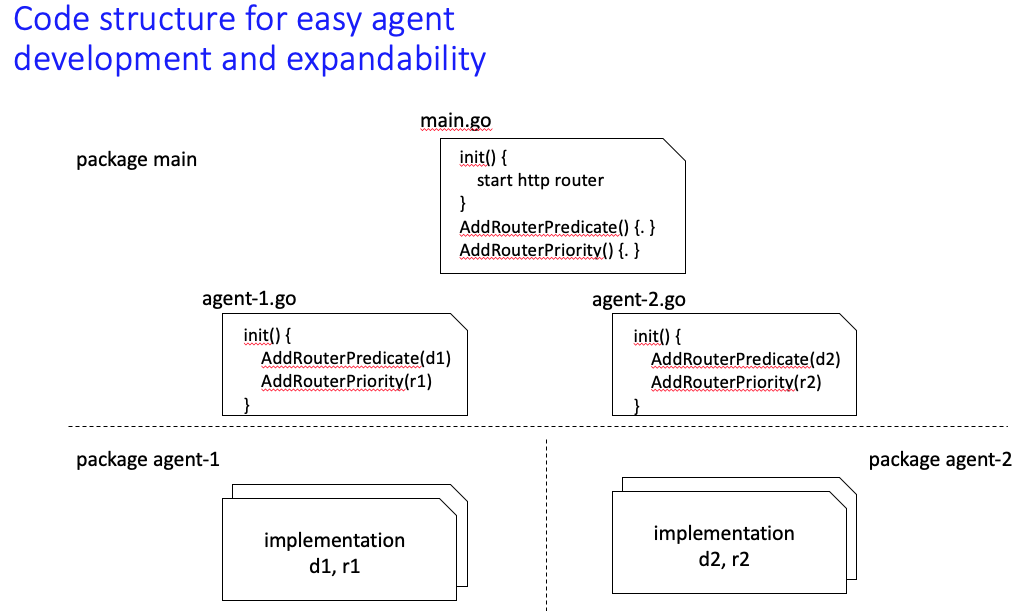 Code structure for easy agent
development and expandability
main.go
package main
init() {
start http router
}
AddRouterPredicate() {. }
AddRouterPriority() {. }
agent-1.go
init() {
AddRouterPredicate(d1)
AddRouterPriority(r1)
}
agent-2.go
init() {
AddRouterPredicate(d2)
AddRouterPriority(r2)
}
package agent-1
package agent-2
implementation
d1, r1
implementation
d2, r2